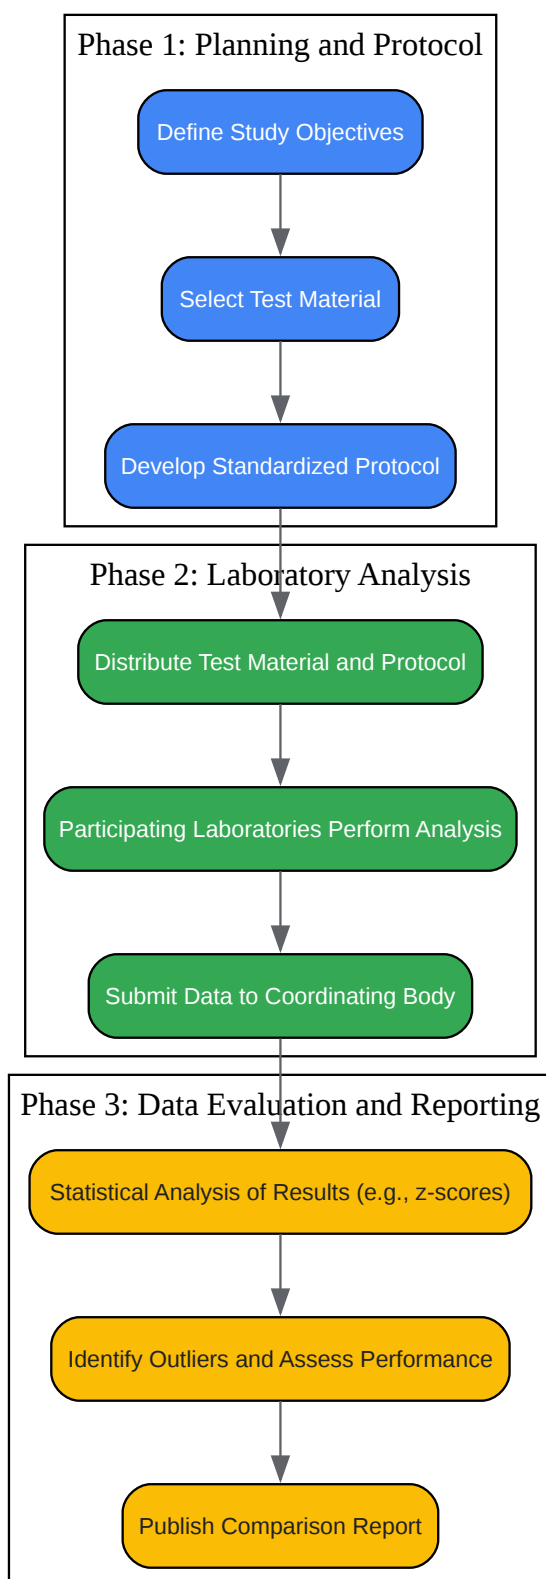 Phase 1: Planning and Protocol
Define Study Objectives
Select Test Material
Develop Standardized Protocol
Phase 2: Laboratory Analysis
Distribute Test Material and Protocol
Participating Laboratories Perform Analysis
Submit Data to Coordinating Body
Phase 3: Data Evaluation and Reporting
Statistical Analysis of Results (e.g., z-scores)
Identify Outliers and Assess Performance
Publish Comparison Report